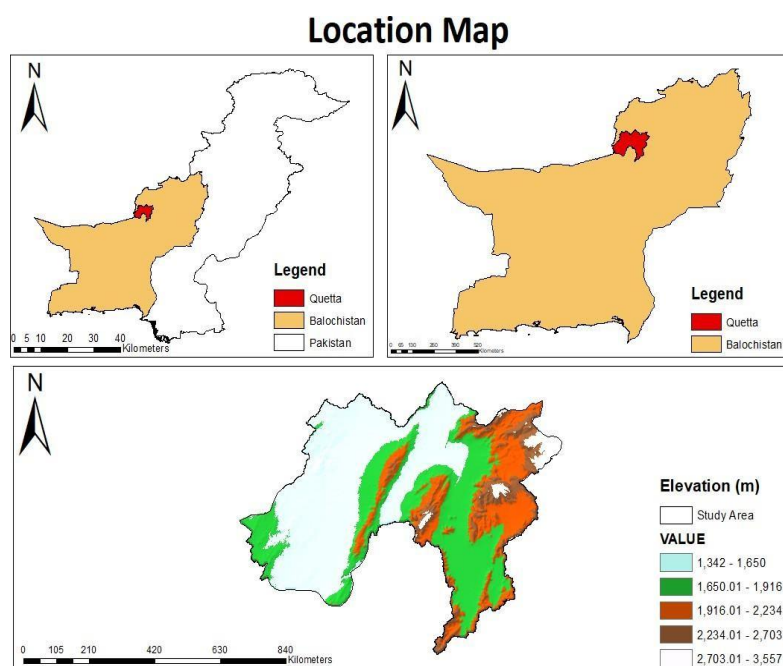 Location Map
N
Legend
Quetta
Balochistan
Pakistan
0 5 10 20 30 40
Kilometers
N
Legend
Quetta
Balochistan
Kilometers
N
Elevation (m)
Study Area
VALUE
1,342 - 1,650
1,650.01 - 1,916
1,916.01 - 2,234
2,234.01 - 2,703
2,703.01 - 3,557
0 105 210 420 630 840
Kilometers